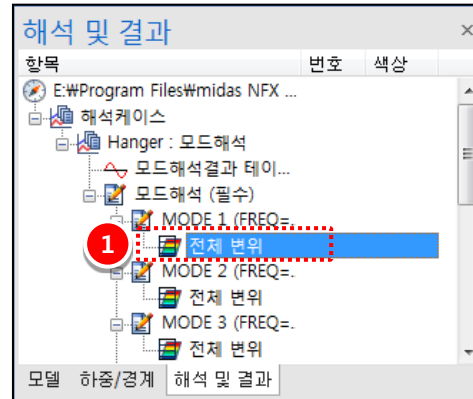 해석 및 결과
항목 번호 색상
E:₩Program Files₩midas NFX ...
해석케이스
Hanger : 모드해석
모드해석결과 테이...
모드해석 (필수)
MODE 1 (FREQ=.
1 전체 변위
MODE 2 (FREQ=.
전체 변위
MODE 3 (FREQ=.
전체 변위
모델 하중/경계 해석 및 결과